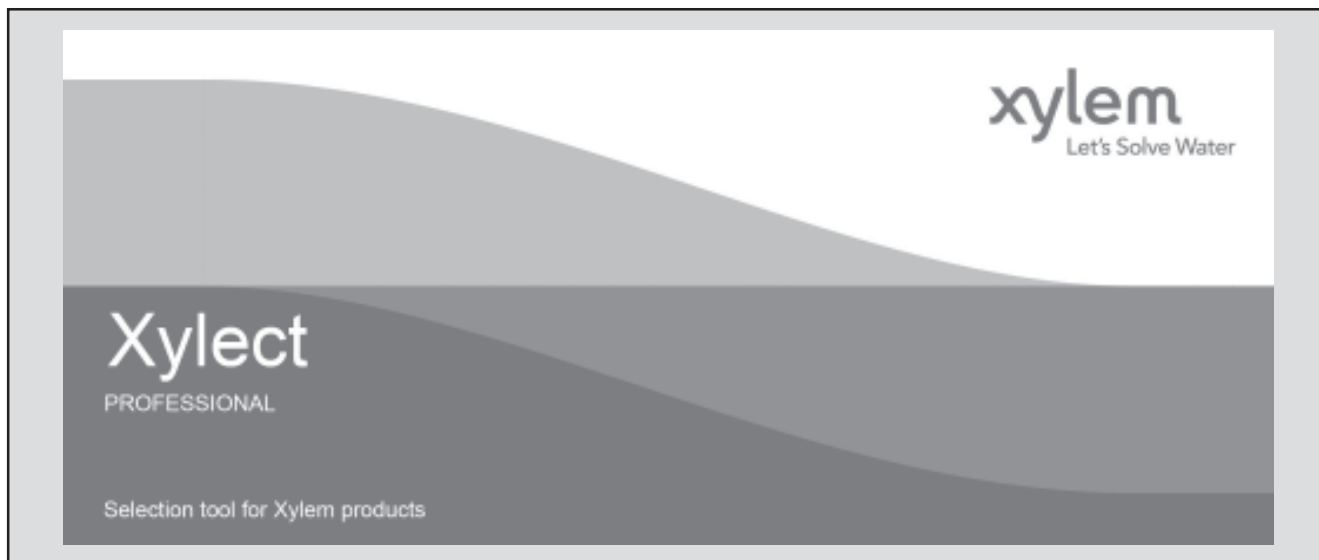 xylem
Let's Solve Water
Xylect
PROFESSIONAL
Selection tool for Xylem products